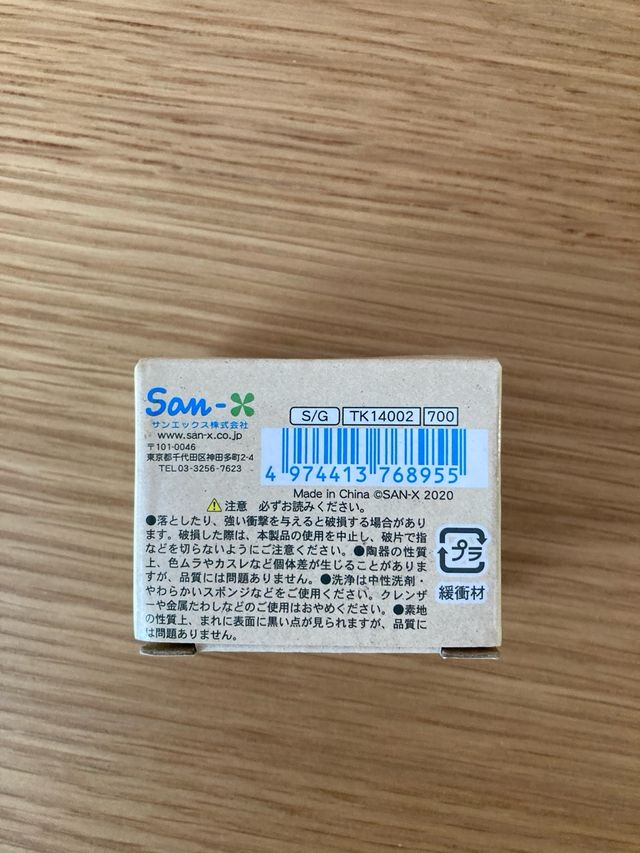 San-X
サンエックス株式会社
www.san-x.co.jp
〒101-0046
東京都千代田区神田多町2-4
TEL03-3256-7623
S/G TK14002 700
4 974413 768955
Made in China ©SAN-X 2020
注意 必ずお読みください。
●落としたり、強い衝撃を与えると破損する場合があり
ます。破損した際は、本製品の使用を中止し、破片で指
などを切らないようにご注意ください。●陶器の性質
上、色ムラやカスレなど個体差が生じることがありま
すが、品質には問題ありません。●洗浄は中性洗剤・
やわらかいスポンジなどをご使用ください。クレンザ
ーや金属たわしなどのご使用はおやめください。●素地
の性質上、まれに表面に黒い点が見られますが、品質に
は問題ありません。
プラ
緩衝材